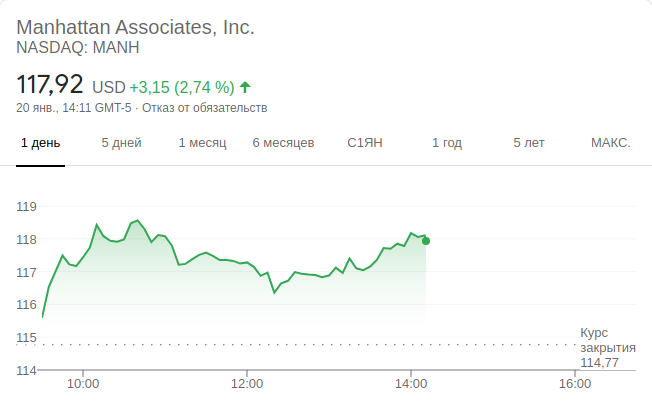 Manhattan Associates, Inc.
NASDAQ: MANH
117,92 USD +3,15 (2,74 %)
20 янв., 14:11 GMT-5 · Отказ от обязательств
1 день 5 дней 1 месяц 6 месяцев С1ЯН 1 год 5 лет МАКС.
119
118
117
116
115
114
Курс
закрытия
114,77
10:00 12:00 14:00 16:00